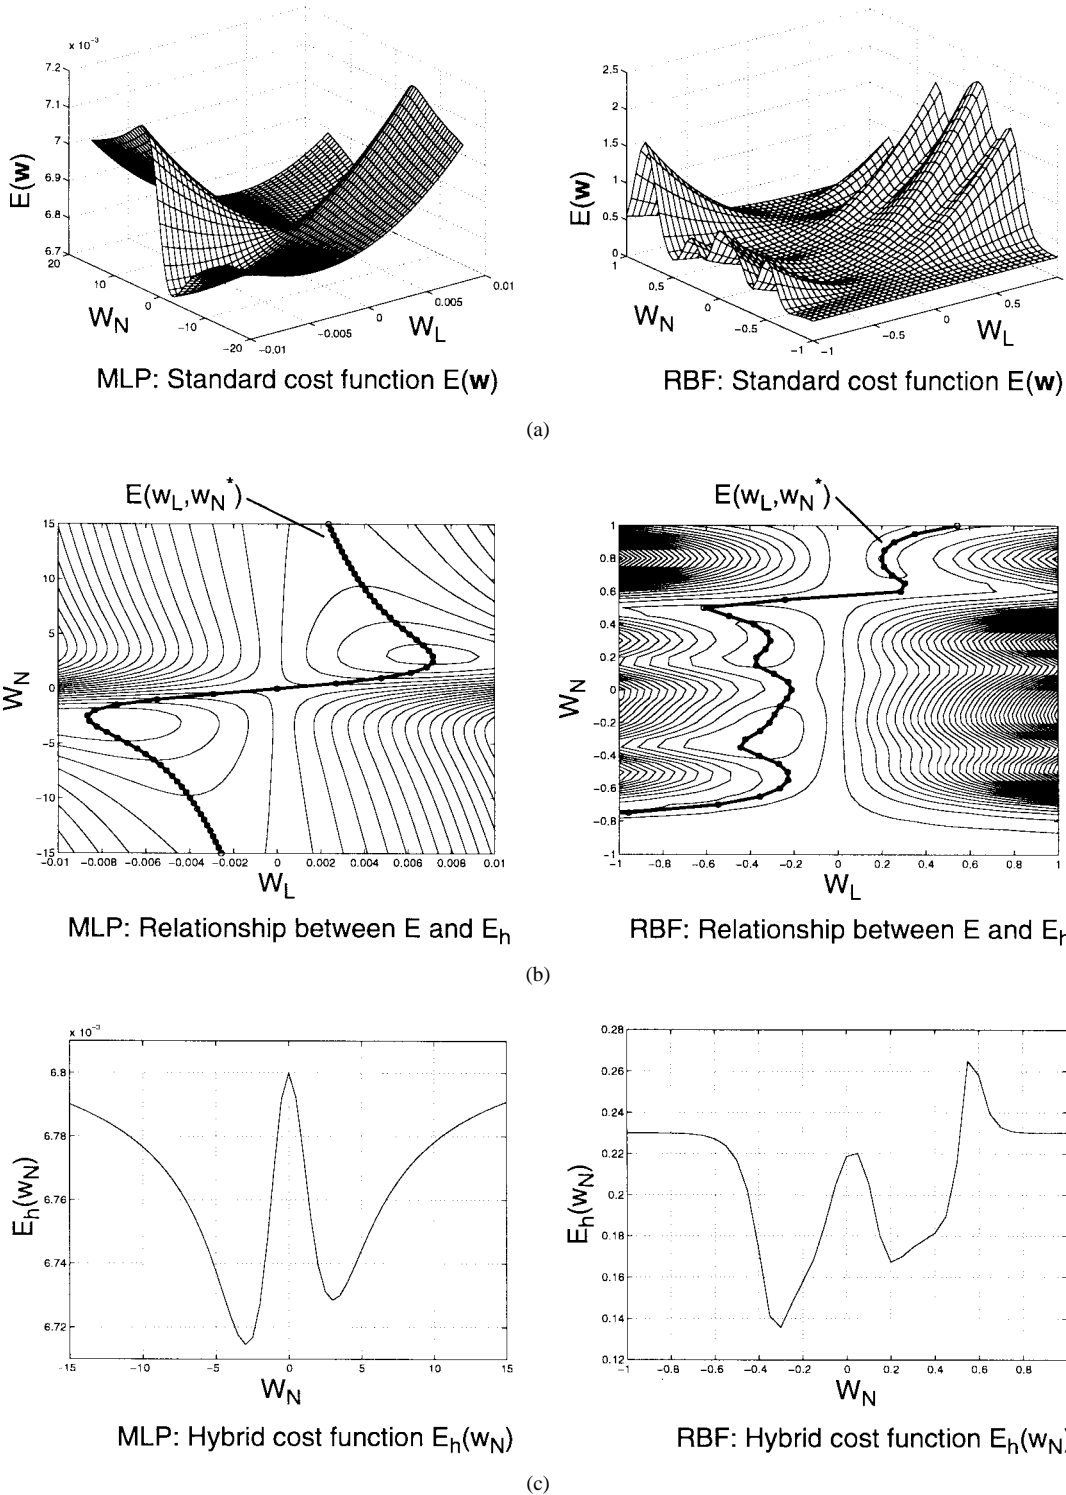 x 10⁻³
7.2
7.1
7
6.9
6.8
6.7
20
10
0
−10
−20
−0.01
−0.005
0
0.005
0.01
E(w)
W_N
W_L
MLP: Standard cost function E(w)
2.5
2
1.5
1
0.5
0
1
0.5
0
−0.5
−1
−1
−0.5
0
0.5
E(w)
W_N
W_L
RBF: Standard cost function E(w)
(a)
E(w_L,w_N*)
15
10
5
0
−5
−10
−15
−0.01 −0.008 −0.006 −0.004 −0.002 0 0.002 0.004 0.006 0.008 0.01
W_N
W_L
MLP: Relationship between E and E_h
E(w_L,w_N*)
1
0.8
0.6
0.4
0.2
0
−0.2
−0.4
−0.6
−0.8
−1
−1 −0.8 −0.6 −0.4 −0.2 0 0.2 0.4 0.6 0.8 1
W_N
W_L
RBF: Relationship between E and E_h
(b)
x 10⁻³
6.8
6.78
6.76
6.74
6.72
−15 −10 −5 0 5 10 15
E_h(w_N)
W_N
MLP: Hybrid cost function E_h(w_N)
0.28
0.26
0.24
0.22
0.2
0.18
0.16
0.14
0.12
−1 −0.8 −0.6 −0.4 −0.2 0 0.2 0.4 0.6 0.8
E_h(w_N)
W_N
RBF: Hybrid cost function E_h(w_N)
(c)